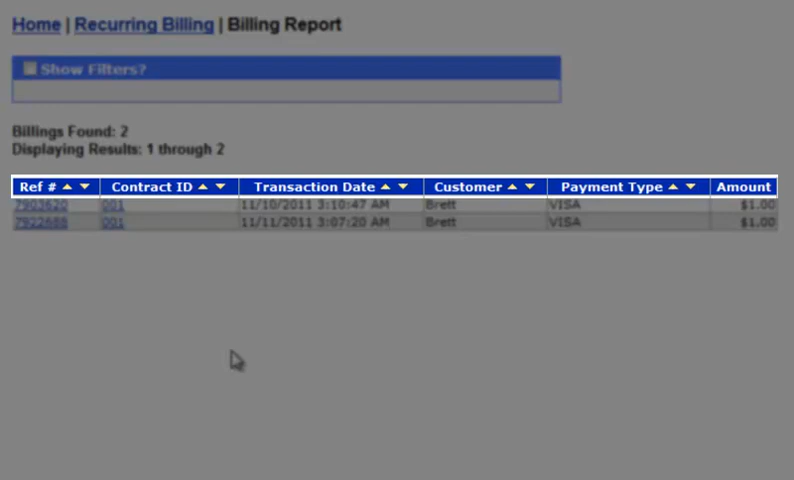 Home | Recurring Billing | Billing Report
Show Filters?
Billings Found: 2
Displaying Results: 1 through 2
Ref # Contract ID Transaction Date Customer Payment Type Amount
7903620 001 11/10/2011 3:10:47 AM Brett VISA $1.00
7922688 001 11/11/2011 3:07:20 AM Brett VISA $1.00